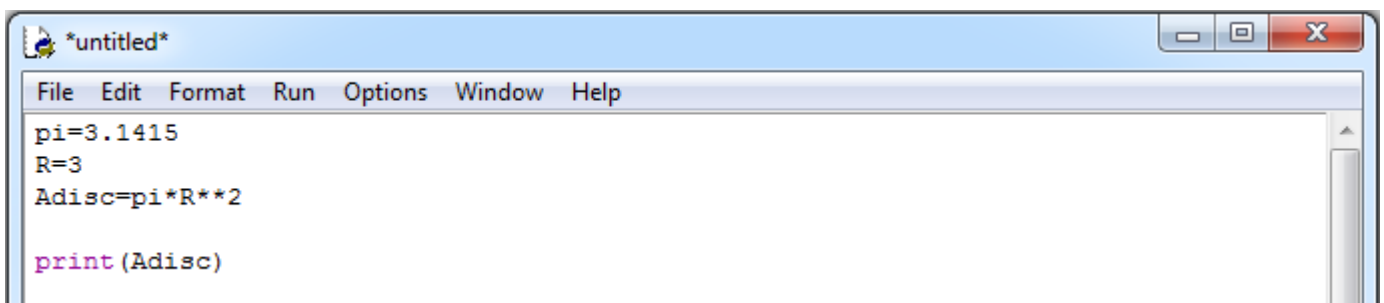 *untitled*
File Edit Format Run Options Window Help
pi=3.1415
R=3
Adisc=pi*R**2
print(Adisc)